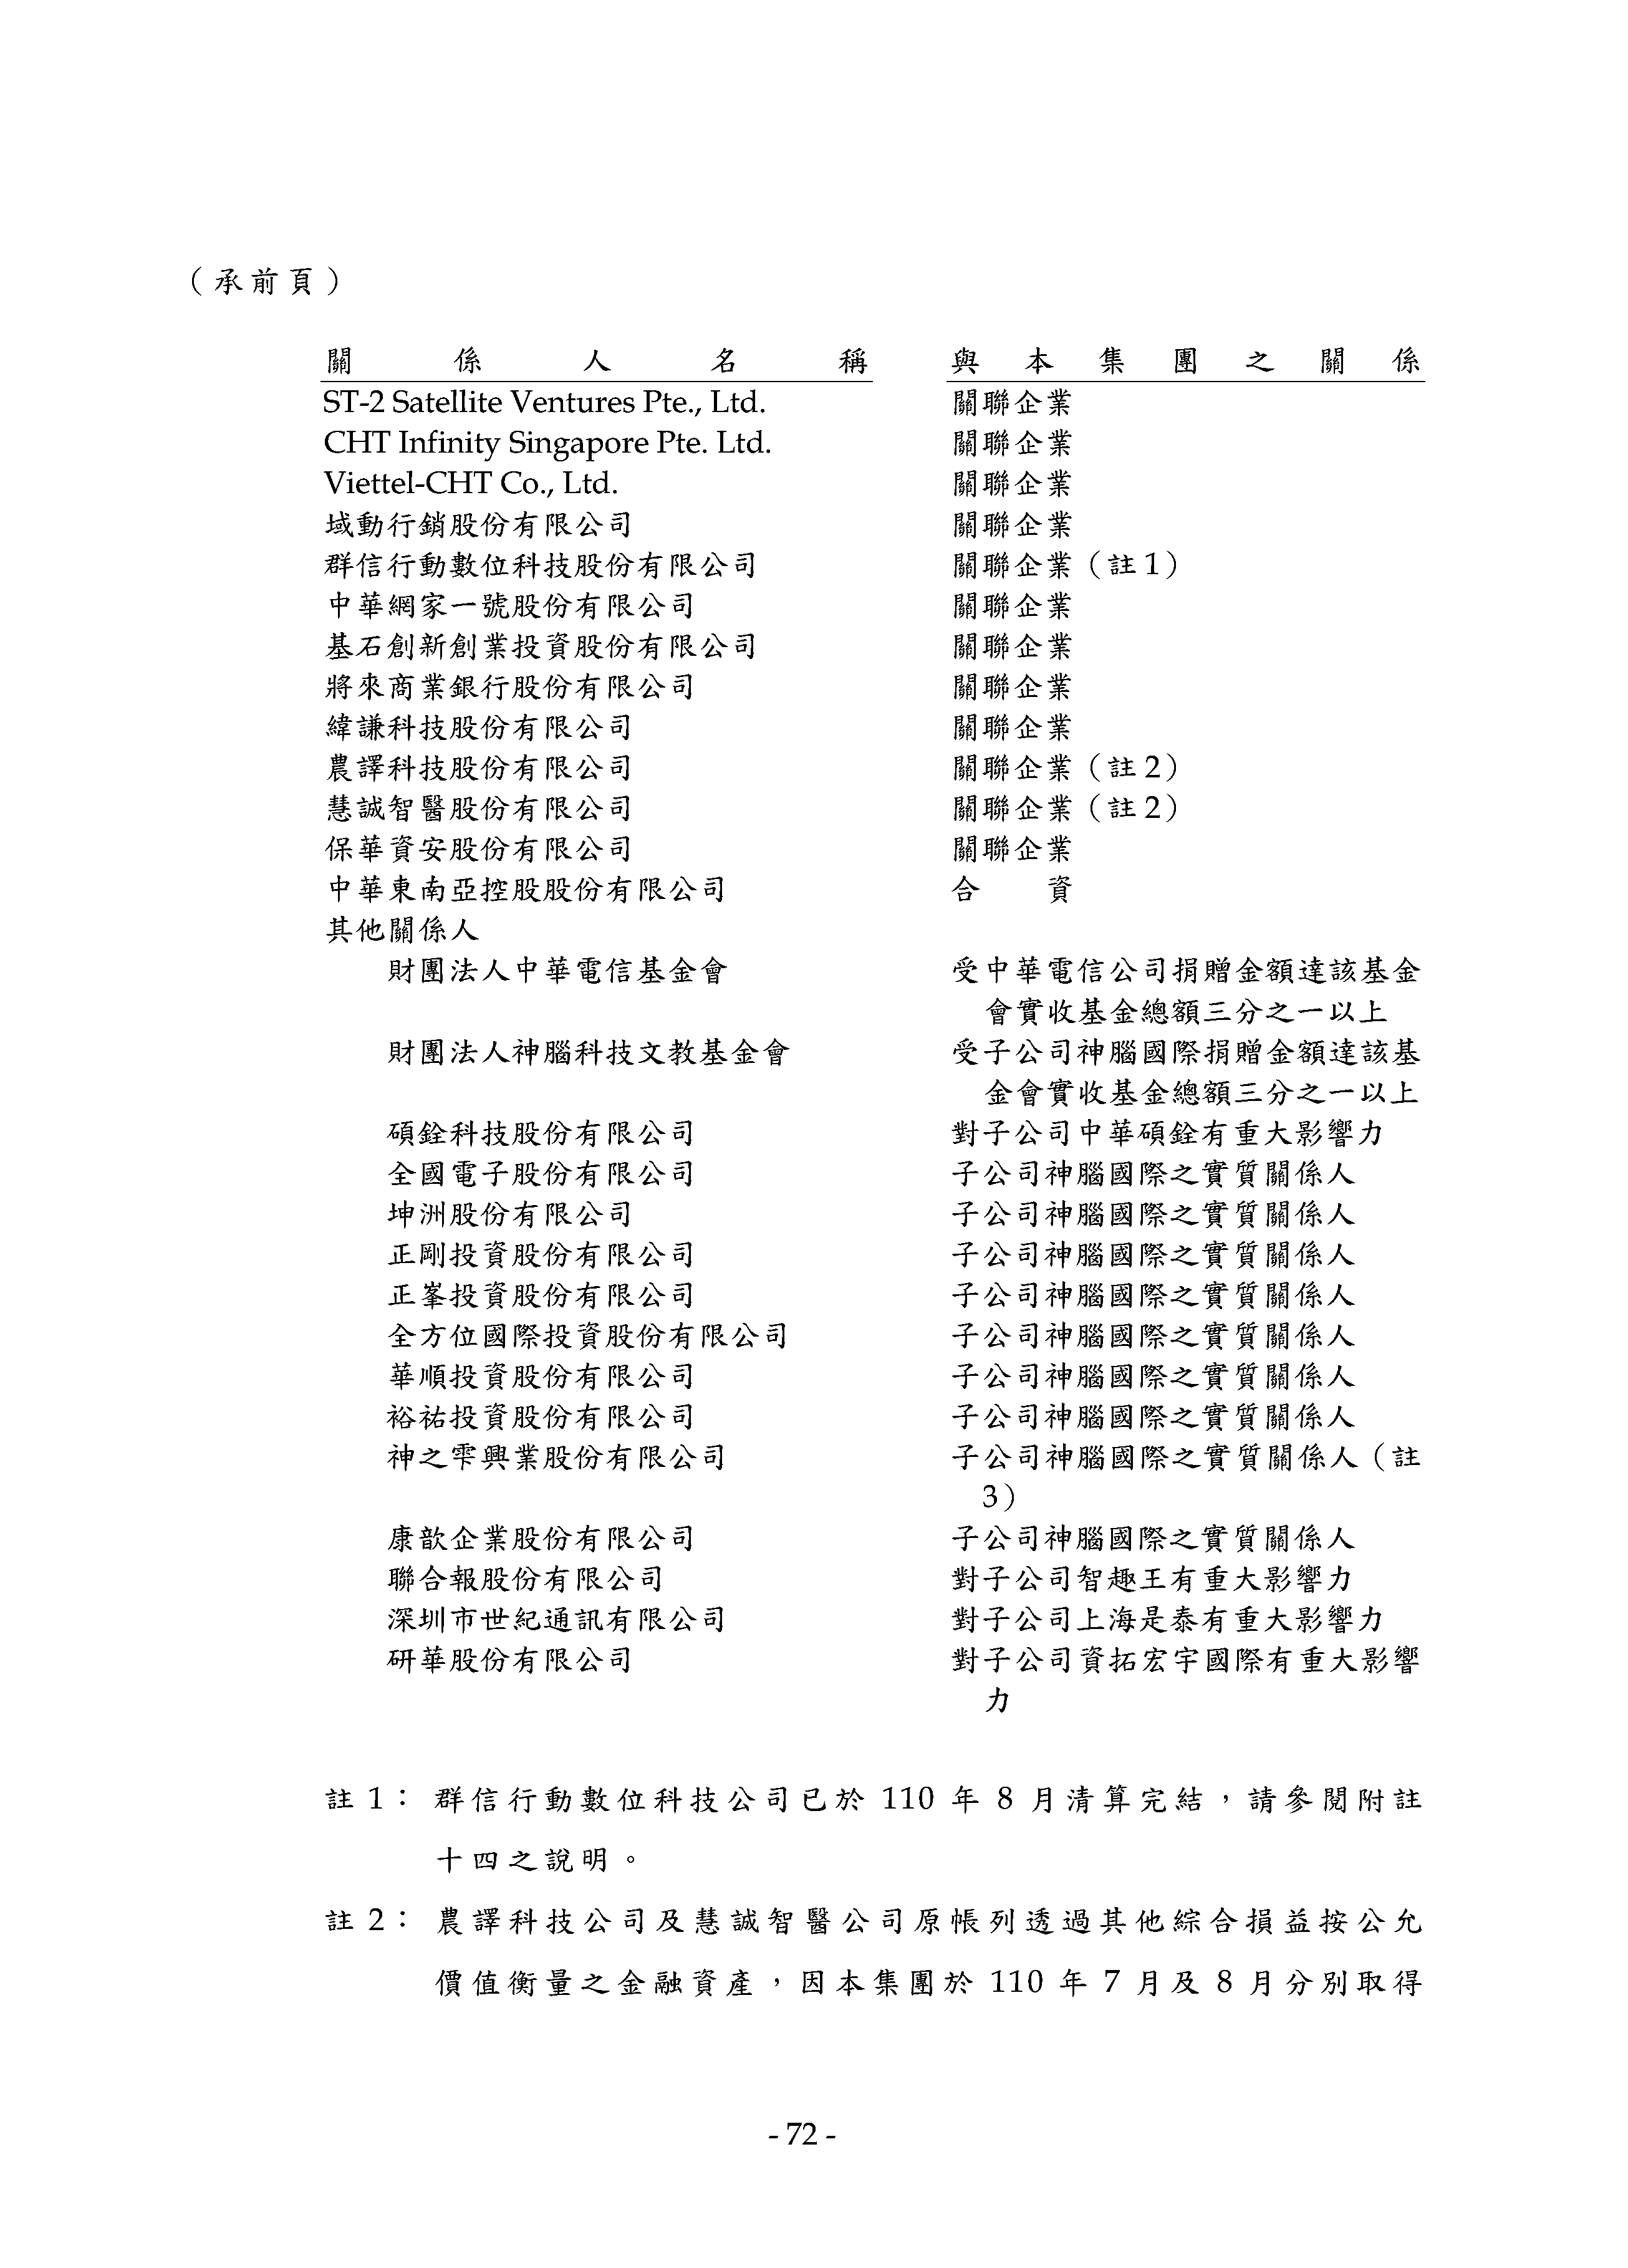 （承前頁）
關係人名稱 與本集團之關係
ST-2 Satellite Ventures Pte., Ltd. 關聯企業
CHT Infinity Singapore Pte. Ltd. 關聯企業
Viettel-CHT Co., Ltd. 關聯企業
域動行銷股份有限公司 關聯企業
群信行動數位科技股份有限公司 關聯企業（註1）
中華網家一號股份有限公司 關聯企業
基石創新創業投資股份有限公司 關聯企業
將來商業銀行股份有限公司 關聯企業
緯謙科技股份有限公司 關聯企業
農譯科技股份有限公司 關聯企業（註2）
慧誠智醫股份有限公司 關聯企業（註2）
保華資安股份有限公司 關聯企業
中華東南亞控股股份有限公司 合資
其他關係人
財團法人中華電信基金會 受中華電信公司捐贈金額達該基金
會實收基金總額三分之一以上
財團法人神腦科技文教基金會 受子公司神腦國際捐贈金額達該基
金會實收基金總額三分之一以上
碩銓科技股份有限公司 對子公司中華碩銓有重大影響力
全國電子股份有限公司 子公司神腦國際之實質關係人
坤洲股份有限公司 子公司神腦國際之實質關係人
正剛投資股份有限公司 子公司神腦國際之實質關係人
正峯投資股份有限公司 子公司神腦國際之實質關係人
全方位國際投資股份有限公司 子公司神腦國際之實質關係人
華順投資股份有限公司 子公司神腦國際之實質關係人
裕祐投資股份有限公司 子公司神腦國際之實質關係人
神之雫興業股份有限公司 子公司神腦國際之實質關係人（註
3）
康歆企業股份有限公司 子公司神腦國際之實質關係人
聯合報股份有限公司 對子公司智趣王有重大影響力
深圳市世紀通訊有限公司 對子公司上海是泰有重大影響力
研華股份有限公司 對子公司資拓宏宇國際有重大影響
力
註1：群信行動數位科技公司已於110年8月清算完結，請參閱附註
十四之說明。
註2：農譯科技公司及慧誠智醫公司原帳列透過其他綜合損益按公允
價值衡量之金融資產，因本集團於110年7月及8月分別取得
- 72 -